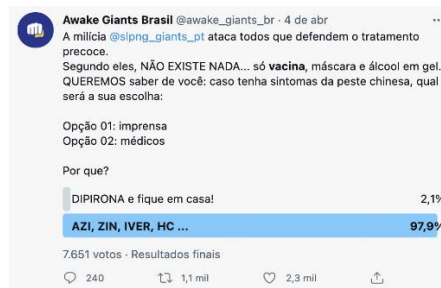 Awake Giants Brasil @awake_giants_br · 4 de abr
A milícia @slpng_giants_pt ataca todos que defendem o tratamento
precoce.
Segundo eles, NÃO EXISTE NADA... só vacina, máscara e álcool em gel.
QUEREMOS saber de você: caso tenha sintomas da peste chinesa, qual
será a sua escolha:
Opção 01: imprensa
Opção 02: médicos
Por que?
DIPIRONA e fique em casa! 2,1%
AZI, ZIN, IVER, HC ... 97,9%
7.651 votos · Resultados finais
240 1,1 mil 2,3 mil